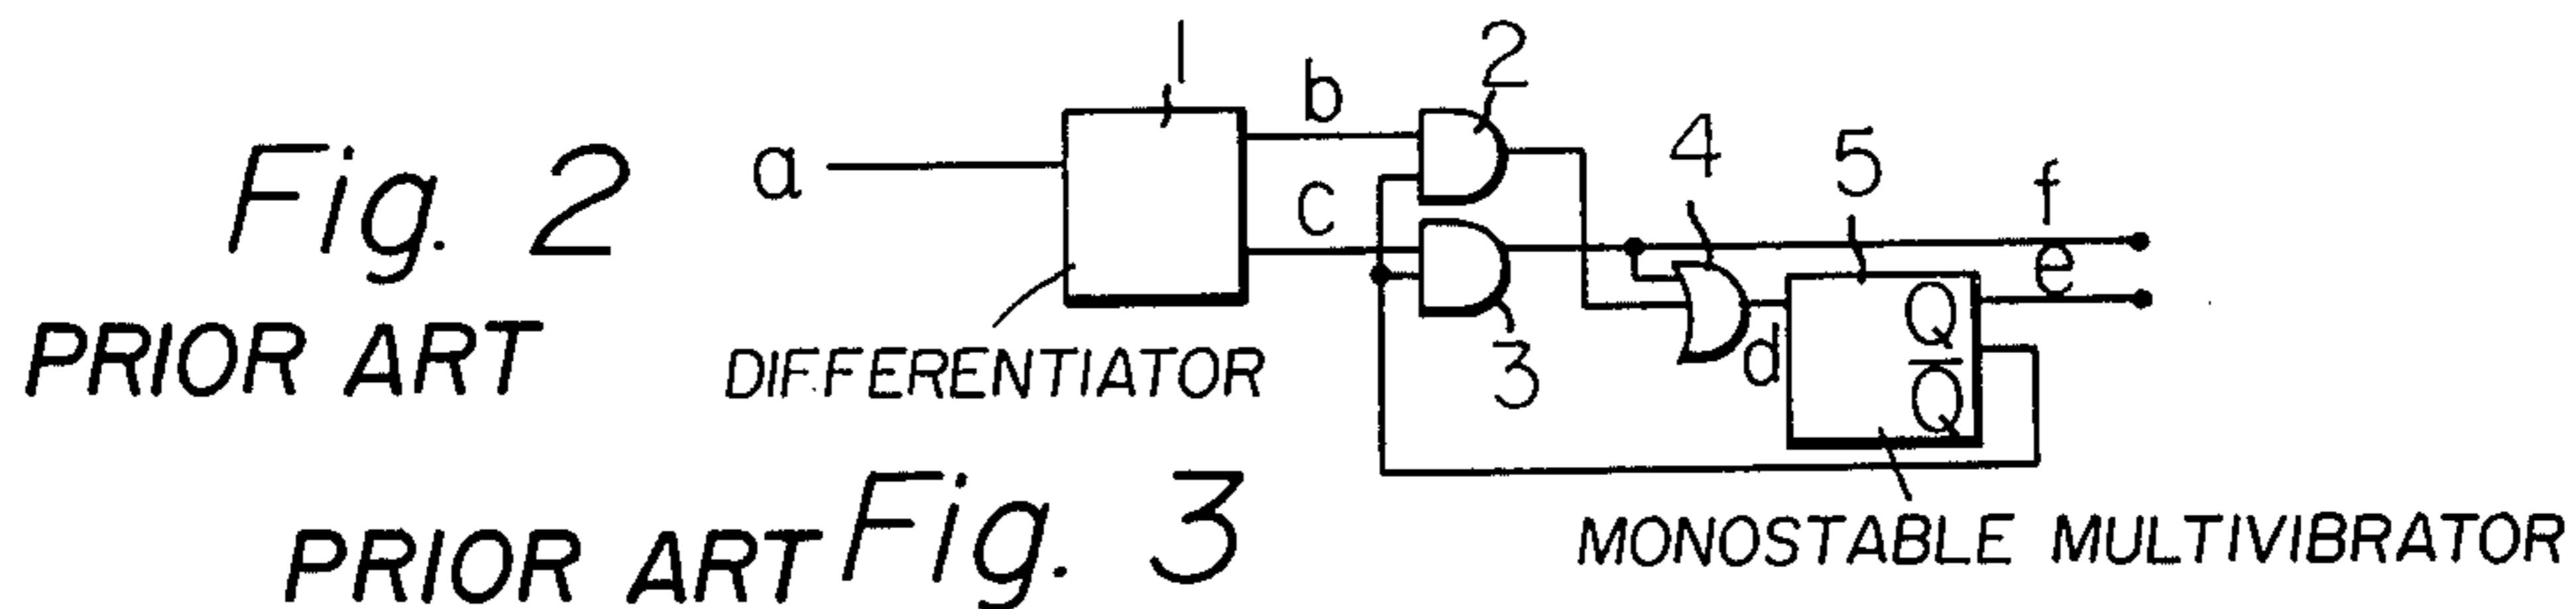 Fig. 2
PRIOR ART
a
1
DIFFERENTIATOR
b
c
2
3
4
d
5
Q
Q̅
f
e
MONOSTABLE MULTIVIBRATOR
PRIOR ART Fig. 3